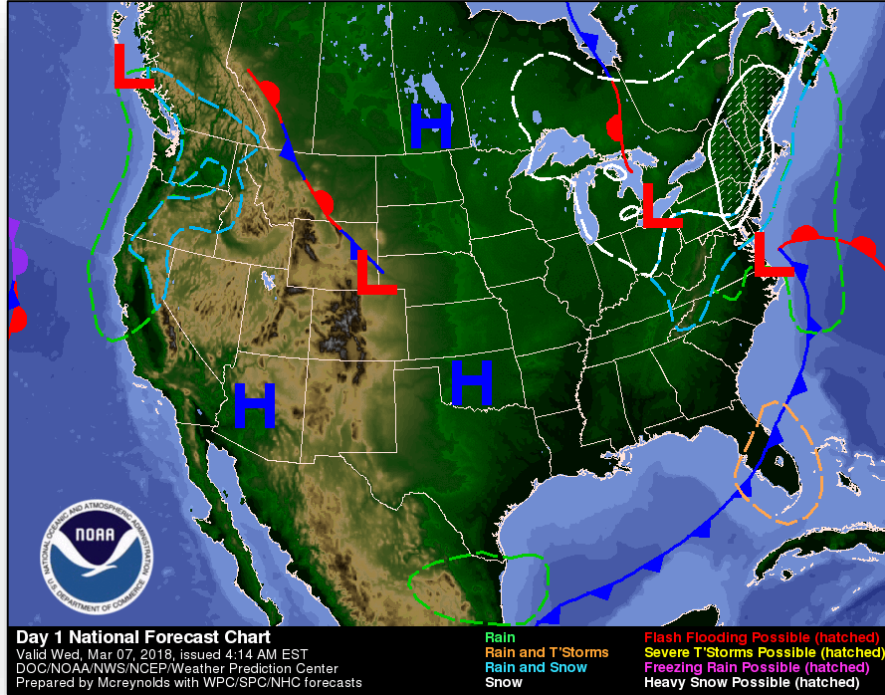 L
H
L
L
L
H
H
NATIONAL OCEANIC AND ATMOSPHERIC ADMINISTRATION
NOAA
U.S. DEPARTMENT OF COMMERCE
Day 1 National Forecast Chart
Valid Wed, Mar 07, 2018, issued 4:14 AM EST
DOC/NOAA/NWS/NCEP/Weather Prediction Center
Prepared by Mcreynolds with WPC/SPC/NHC forecasts
Rain
Rain and T'Storms
Rain and Snow
Snow
Flash Flooding Possible (hatched)
Severe T'Storms Possible (hatched)
Freezing Rain Possible (hatched)
Heavy Snow Possible (hatched)